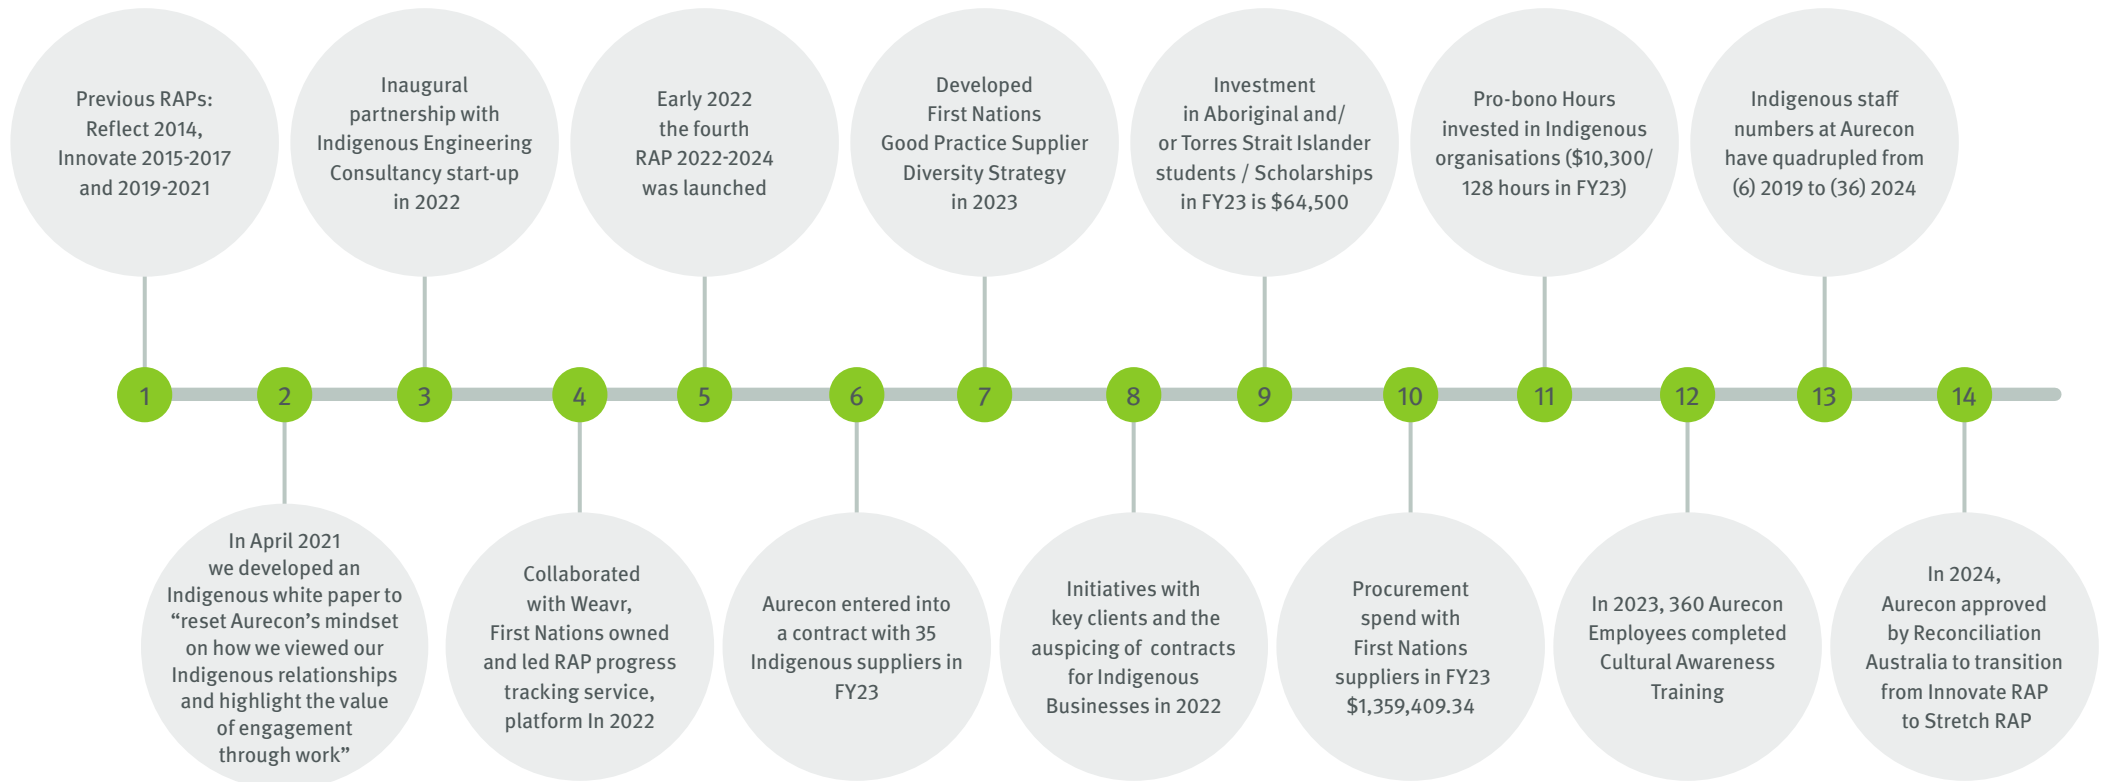 Previous RAPs:
Reflect 2014,
Innovate 2015-2017
and 2019-2021
Inaugural
partnership with
Indigenous Engineering
Consultancy start-up
in 2022
Early 2022
the fourth
RAP 2022-2024
was launched
Developed
First Nations
Good Practice Supplier
Diversity Strategy
in 2023
Investment
in Aboriginal and/
or Torres Strait Islander
students / Scholarships
in FY23 is $64,500
Pro-bono Hours
invested in Indigenous
organisations ($10,300/
128 hours in FY23)
Indigenous staff
numbers at Aurecon
have quadrupled from
(6) 2019 to (36) 2024
1
2
3
4
5
6
7
8
9
10
11
12
13
14
In April 2021
we developed an
Indigenous white paper to
“reset Aurecon’s mindset
on how we viewed our
Indigenous relationships
and highlight the value
of engagement
through work”
Collaborated
with Weavr,
First Nations owned
and led RAP progress
tracking service,
platform In 2022
Aurecon entered into
a contract with 35
Indigenous suppliers in
FY23
Initiatives with
key clients and the
auspicing of contracts
for Indigenous
Businesses in 2022
Procurement
spend with
First Nations
suppliers in FY23
$1,359,409.34
In 2023, 360 Aurecon
Employees completed
Cultural Awareness
Training
In 2024,
Aurecon approved
by Reconciliation
Australia to transition
from Innovate RAP
to Stretch RAP